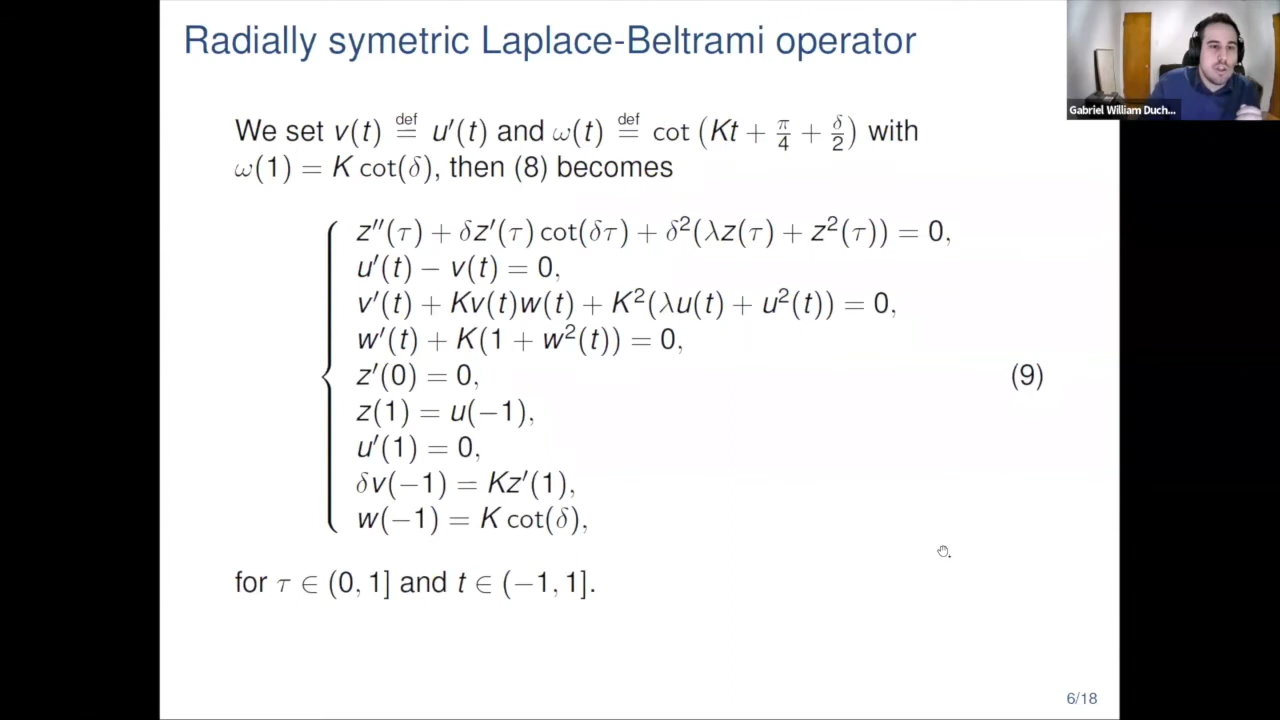 Radially symetric Laplace-Beltrami operator
Gabriel William Duch...
We set v(t) def= u′(t) and ω(t) def= cot (Kt + π/4 + δ/2) with
ω(1) = K cot(δ), then (8) becomes
z″(τ) + δz′(τ) cot(δτ) + δ²(λz(τ) + z²(τ)) = 0,
u′(t) − v(t) = 0,
v′(t) + Kv(t)w(t) + K²(λu(t) + u²(t)) = 0,
w′(t) + K(1 + w²(t)) = 0,
z′(0) = 0,
(9)
z(1) = u(−1),
u′(1) = 0,
δv(−1) = Kz′(1),
w(−1) = K cot(δ),
for τ ∈ (0, 1] and t ∈ (−1, 1].
6/18